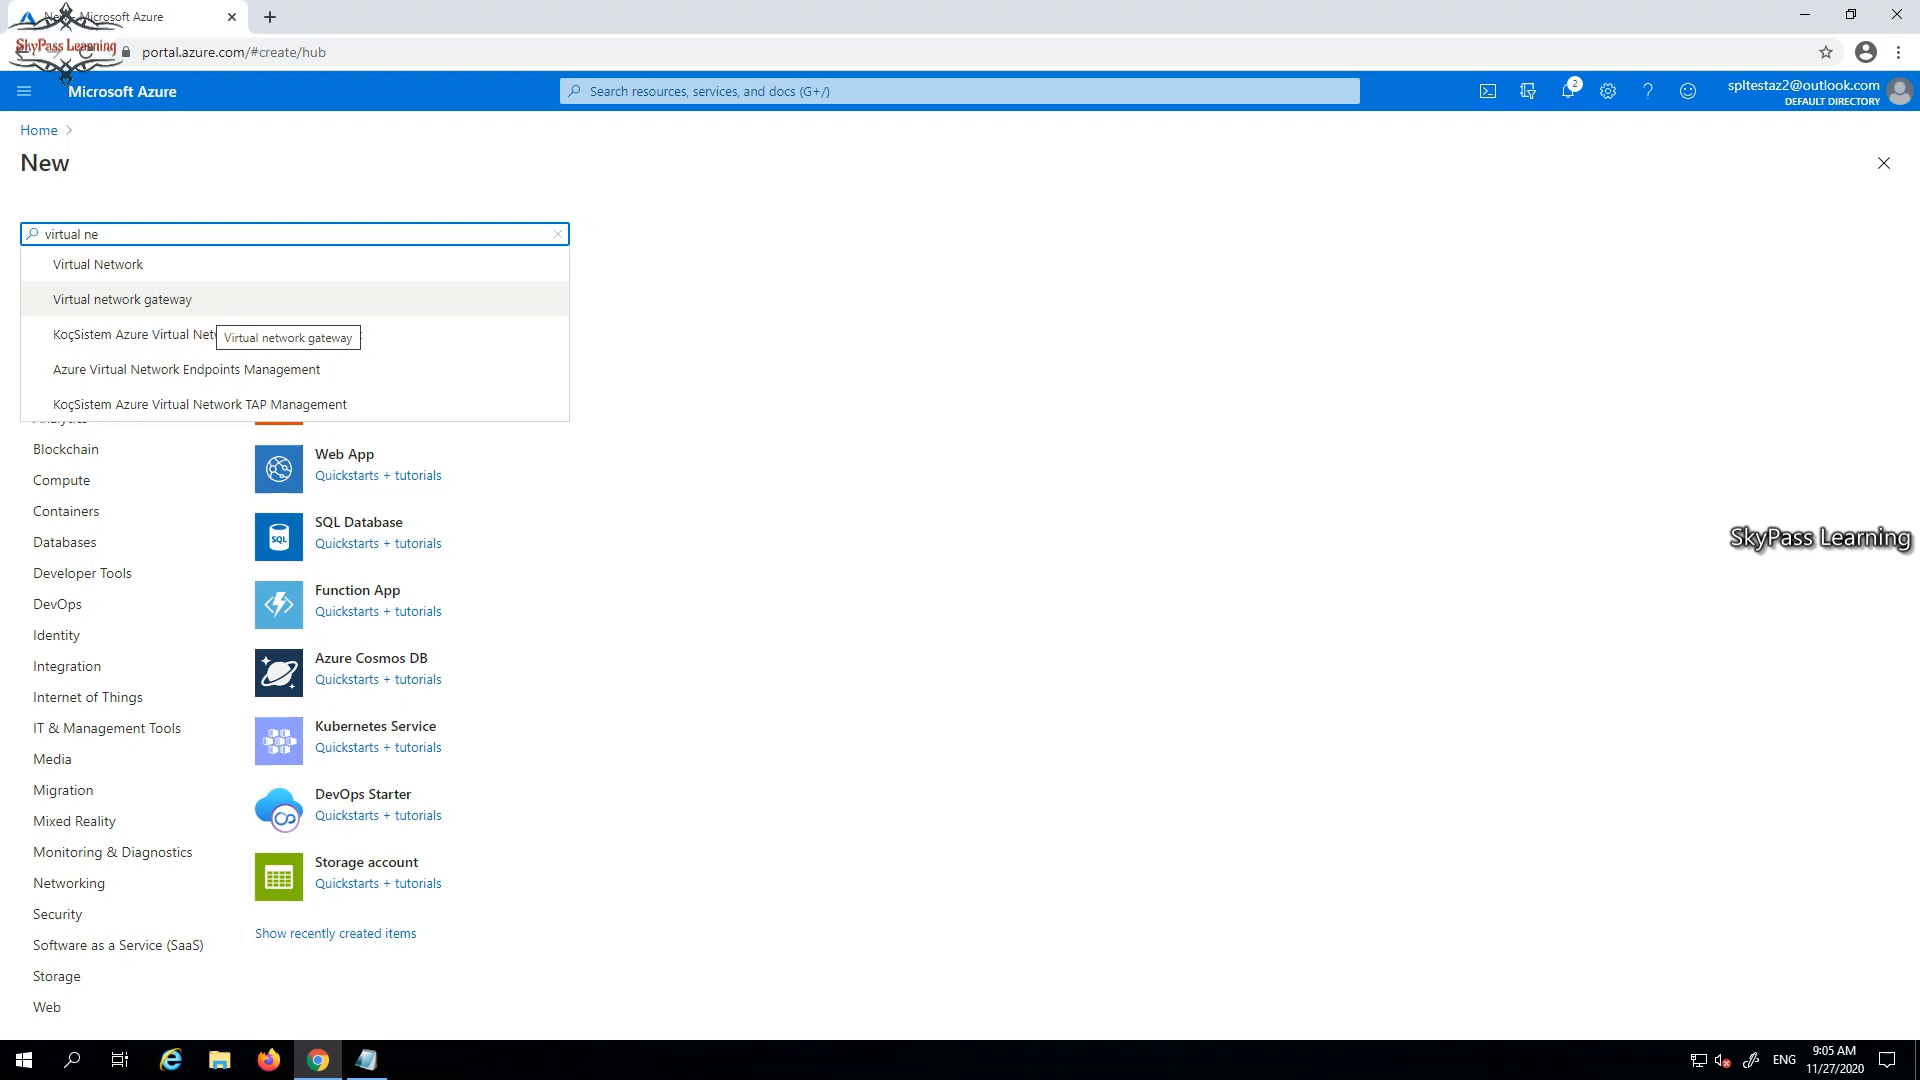 New - Microsoft Azure
SkyPass Learning
portal.azure.com/#create/hub
Microsoft Azure
Search resources, services, and docs (G+/)
2
spltestaz2@outlook.com
DEFAULT DIRECTORY
Home
New
virtual ne
Virtual Network
Virtual network gateway
KoçSistem Azure Virtual Netw
Virtual network gateway
Azure Virtual Network Endpoints Management
KoçSistem Azure Virtual Network TAP Management
Analytics
Blockchain
Compute
Containers
Databases
Developer Tools
DevOps
Identity
Integration
Internet of Things
IT & Management Tools
Media
Migration
Mixed Reality
Monitoring & Diagnostics
Networking
Security
Software as a Service (SaaS)
Storage
Web
Web App
Quickstarts + tutorials
SQL
SQL Database
Quickstarts + tutorials
Function App
Quickstarts + tutorials
Azure Cosmos DB
Quickstarts + tutorials
Kubernetes Service
Quickstarts + tutorials
DevOps Starter
Quickstarts + tutorials
Storage account
Quickstarts + tutorials
Show recently created items
SkyPass Learning
ENG
9:05 AM
11/27/2020